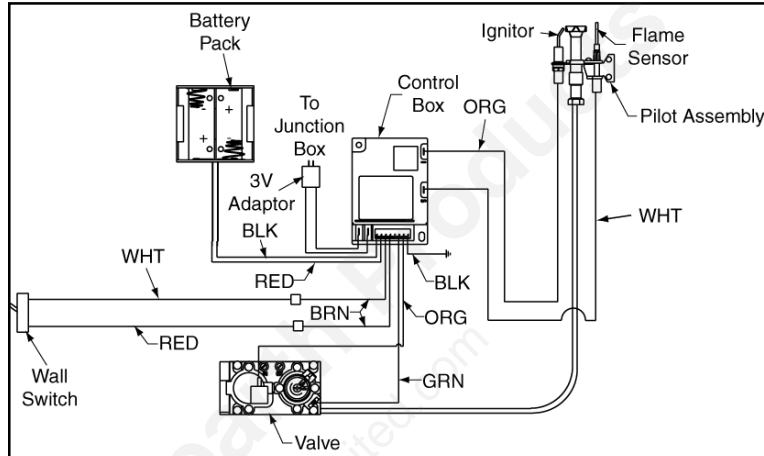 Battery
Pack
To
Junction
Box
Control
Box
Ignitor
Flame
Sensor
ORG
Pilot Assembly
3V
Adaptor
BLK
WHT
WHT
RED
BLK
BRN
ORG
RED
GRN
Wall
Switch
Valve